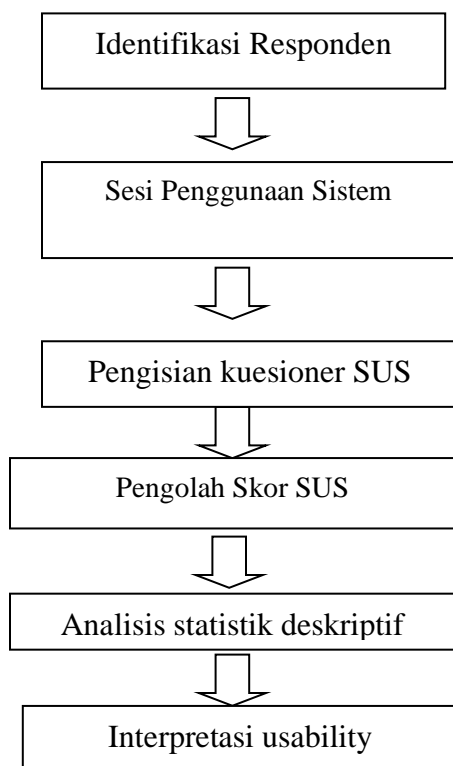 Identifikasi Responden
Sesi Penggunaan Sistem
Pengisian kuesioner SUS
Pengolah Skor SUS
Analisis statistik deskriptif
Interpretasi usability